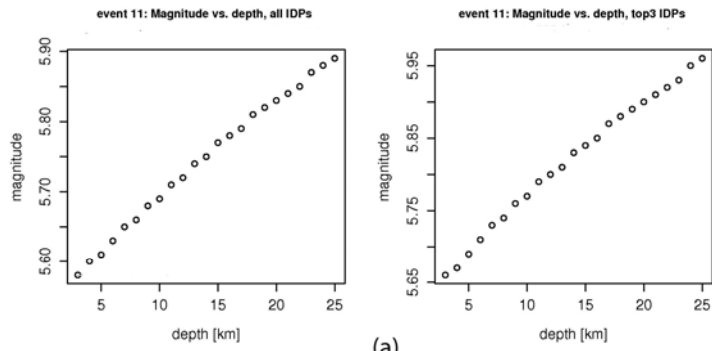 event 11: Magnitude vs. depth, all IDPs
magnitude
5.90
5.80
5.70
5.60
5 10 15 20 25
depth [km]
event 11: Magnitude vs. depth, top3 IDPs
magnitude
5.95
5.85
5.75
5.65
5 10 15 20 25
depth [km]
(a)